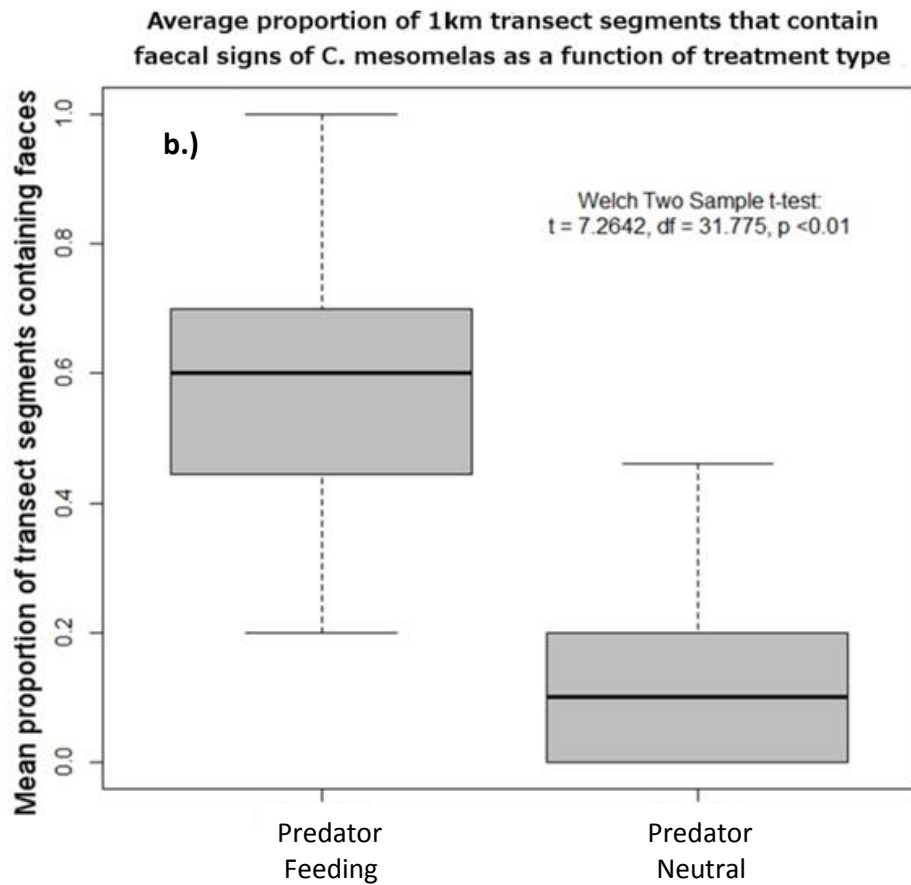 Average proportion of 1km transect segments that contain
faecal signs of C. mesomelas as a function of treatment type
Mean proportion of transect segments containing faeces
1.0
0.8
0.6
0.4
0.2
0.0
b.)
Welch Two Sample t-test:
t = 7.2642, df = 31.775, p <0.01
Predator
Feeding
Predator
Neutral